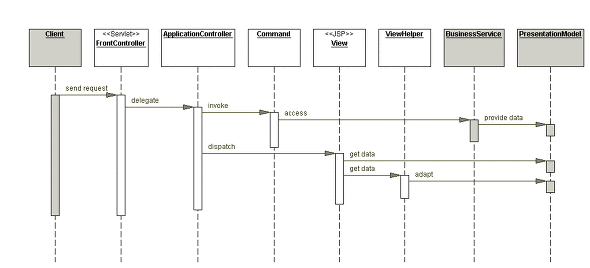 Client
<<Servlet>>
FrontController
ApplicationController
Command
<<JSP>>
View
ViewHelper
BusinessService
PresentationModel
send request
delegate
invoke
access
provide data
dispatch
get data
get data
adapt